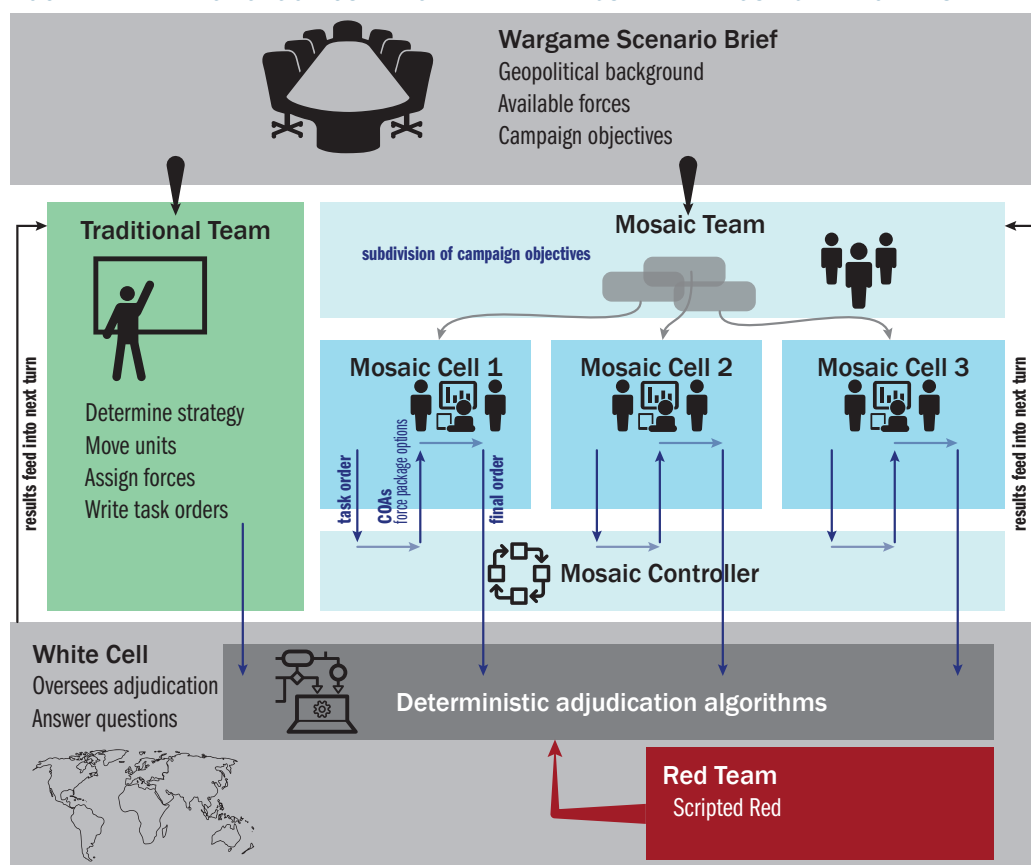 Wargame Scenario Brief
Geopolitical background
Available forces
Campaign objectives
Traditional Team
Determine strategy
Move units
Assign forces
Write task orders
Mosaic Team
subdivision of campaign objectives
Mosaic Cell 1
Mosaic Cell 2
Mosaic Cell 3
task order
COAs
force package options
final order
Mosaic Controller
results feed into next turn
results feed into next turn
White Cell
Oversees adjudication
Answer questions
Deterministic adjudication algorithms
Red Team
Scripted Red